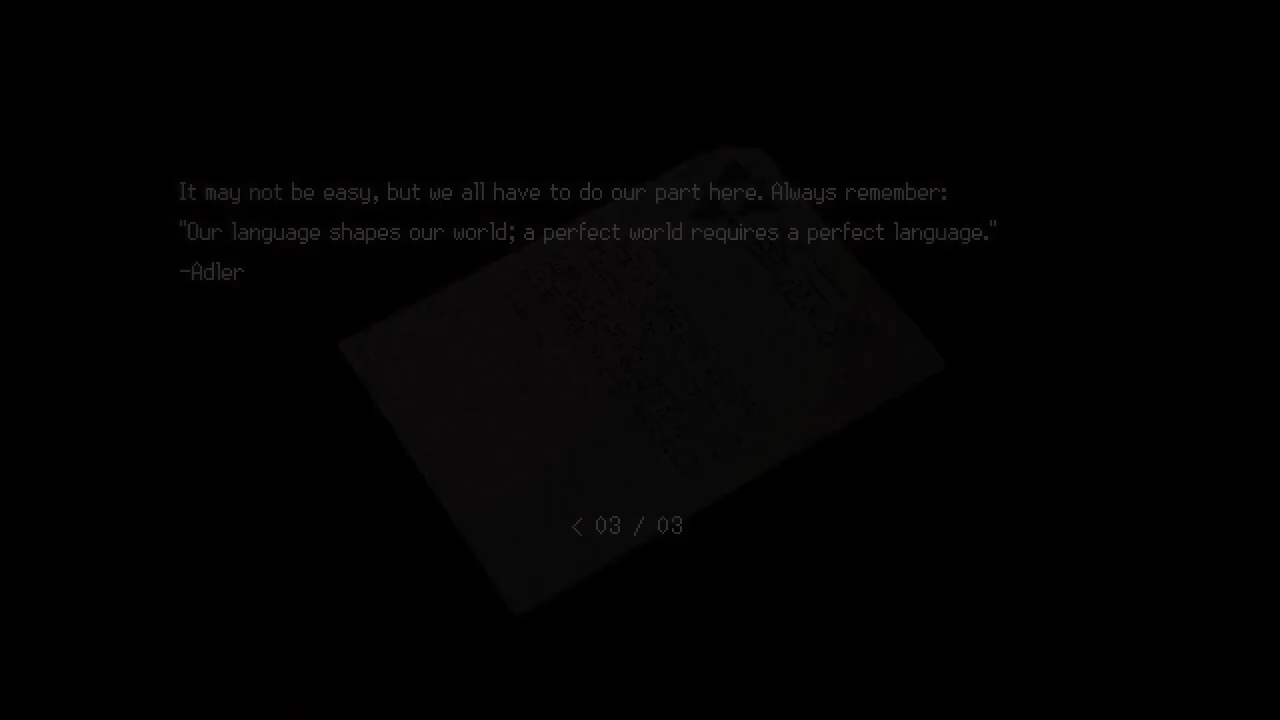 It may not be easy, but we all have to do our part here. Always remember:
"Our language shapes our world; a perfect world requires a perfect language."
-Adler
< 03 / 03